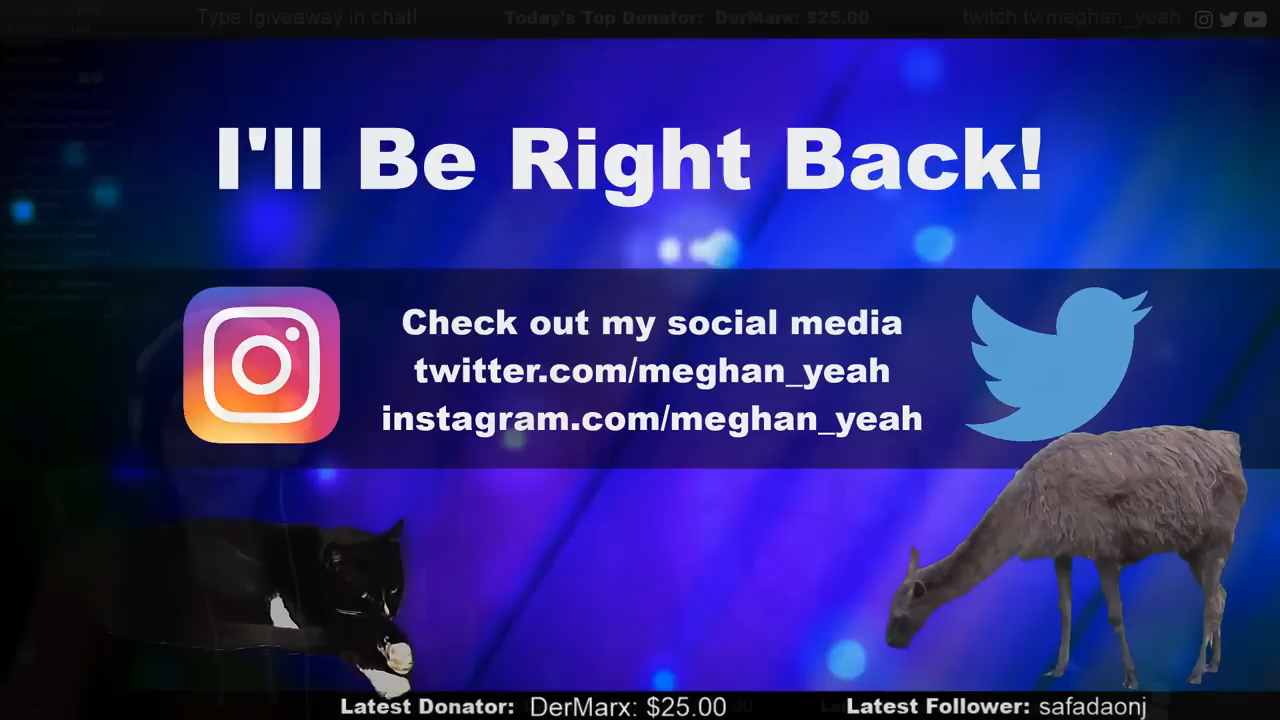 Type !giveaway in chat!
Today's Top Donator: DerMarx: $25.00
twitch.tv/meghan_yeah
I'll Be Right Back!
Check out my social media
twitter.com/meghan_yeah
instagram.com/meghan_yeah
Latest Donator: DerMarx: $25.00
Latest Follower: safadaonj